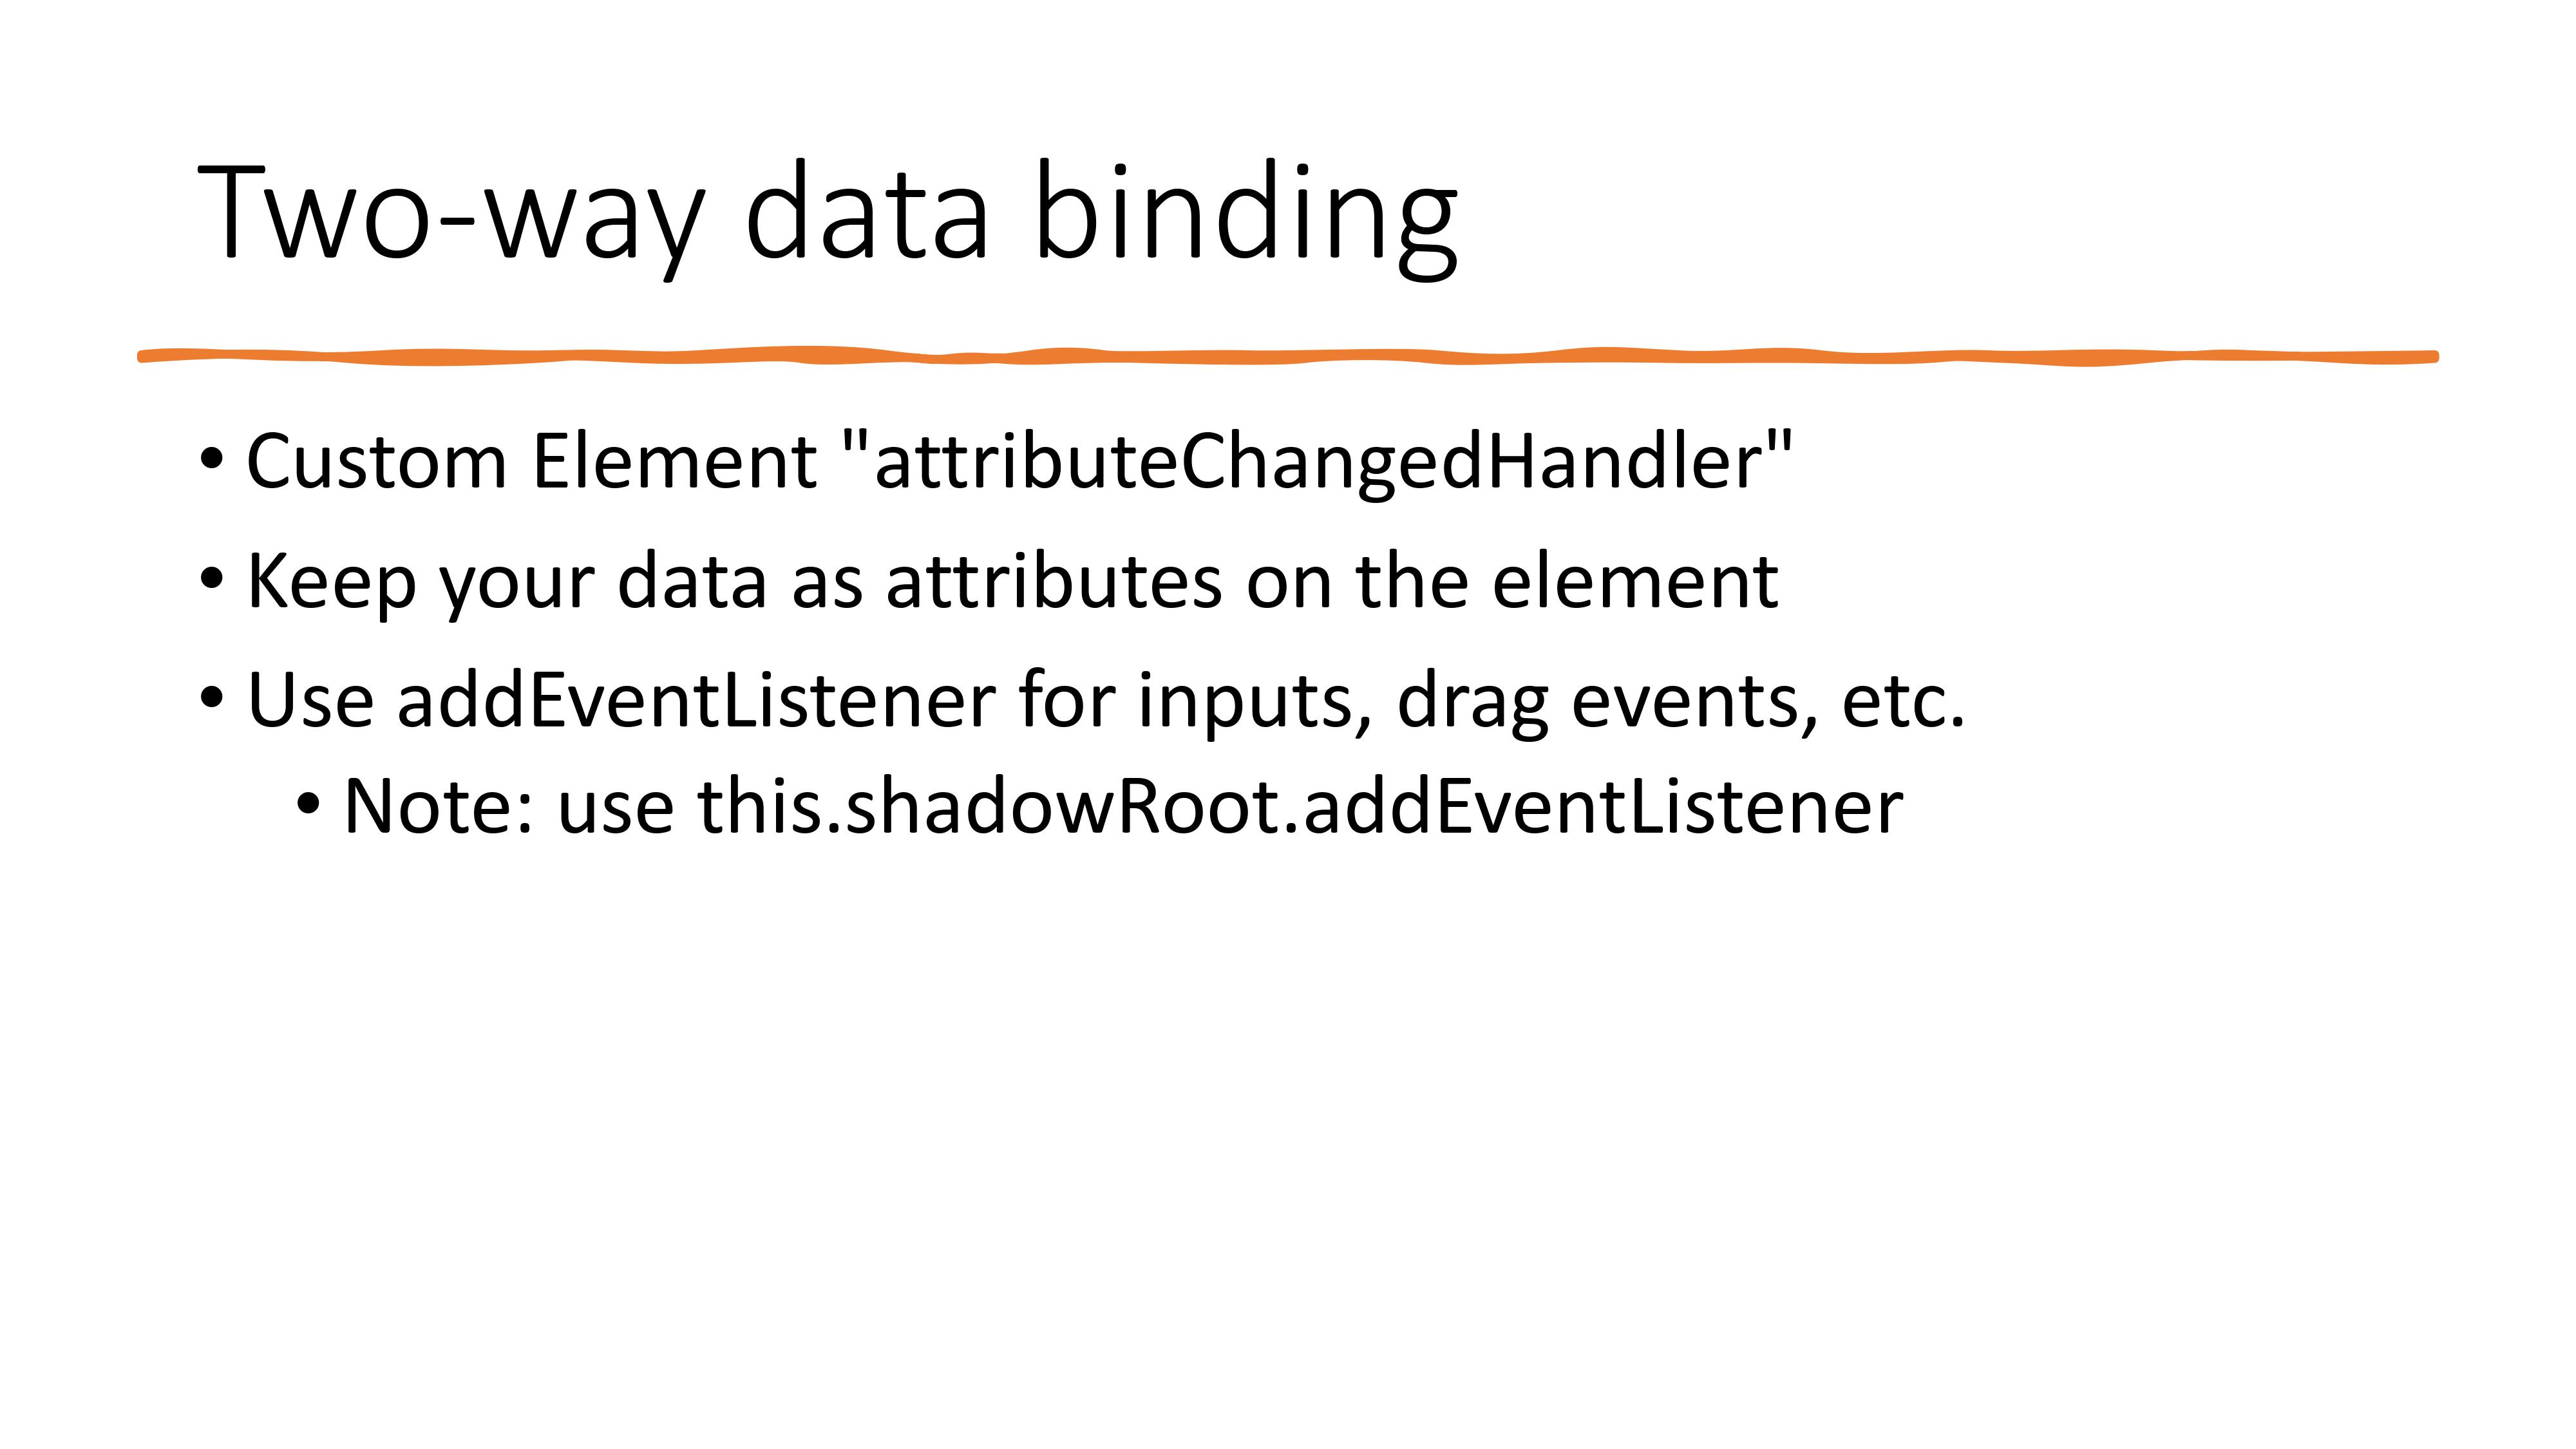 Two-way data binding
• Custom Element "attributeChangedHandler"
• Keep your data as attributes on the element
• Use addEventListener for inputs, drag events, etc.
• Note: use this.shadowRoot.addEventListener